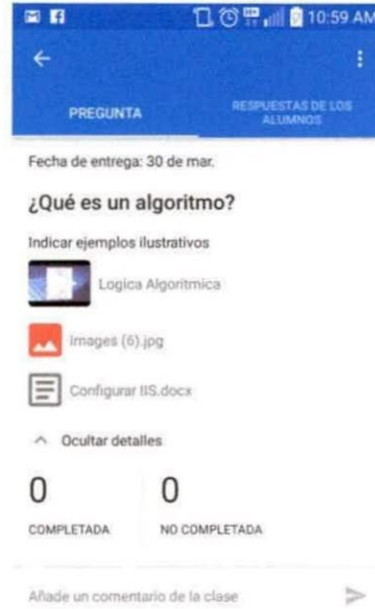 10:59 AM
PREGUNTA
RESPUESTAS DE LOS
ALUMNOS
Fecha de entrega: 30 de mar.
¿Qué es un algoritmo?
Indicar ejemplos ilustrativos
Logica Algoritmica
images (6).jpg
Configurar IIS.docx
Ocultar detalles
0 0
COMPLETADA NO COMPLETADA
Añade un comentario de la clase